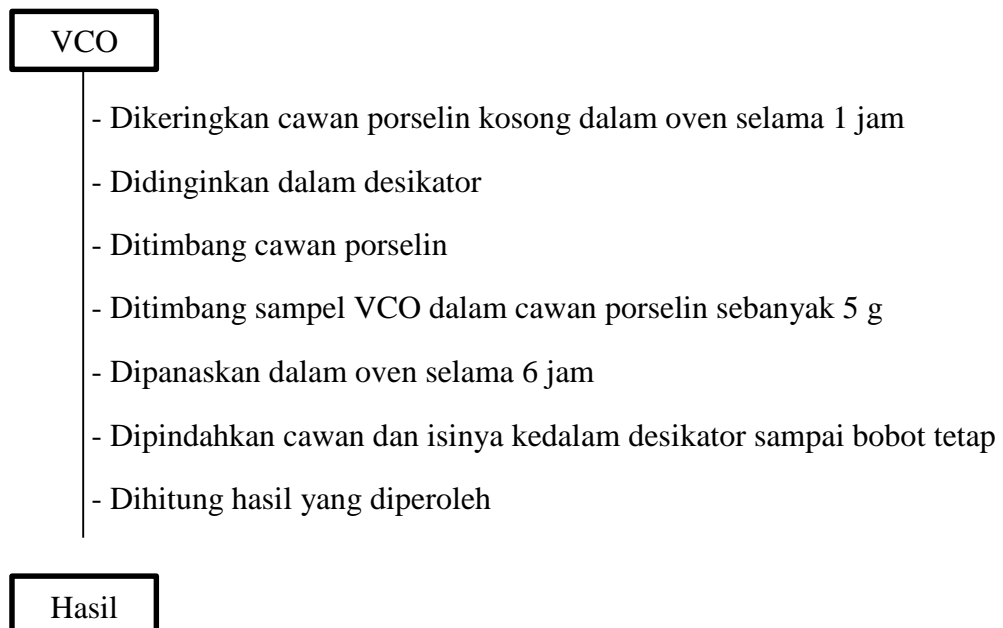 VCO
- Dikeringkan cawan porselin kosong dalam oven selama 1 jam
- Didinginkan dalam desikator
- Ditimbang cawan porselin
- Ditimbang sampel VCO dalam cawan porselin sebanyak 5 g
- Dipanaskan dalam oven selama 6 jam
- Dipindahkan cawan dan isinya kedalam desikator sampai bobot tetap
- Dihitung hasil yang diperoleh
Hasil